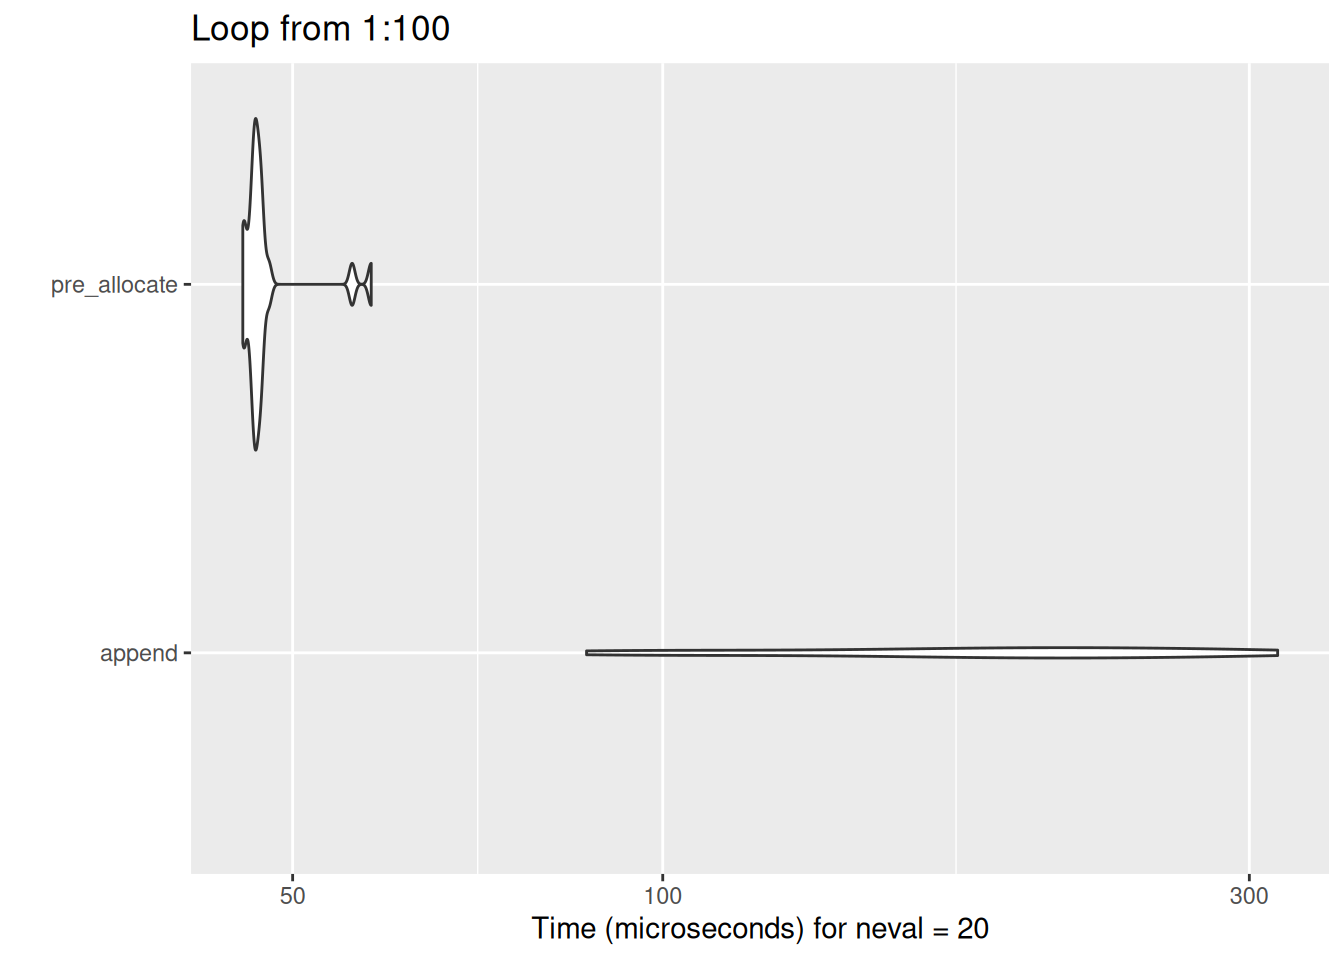 Loop from 1:100
pre_allocate
append
50
100
300
Time (microseconds) for neval = 20